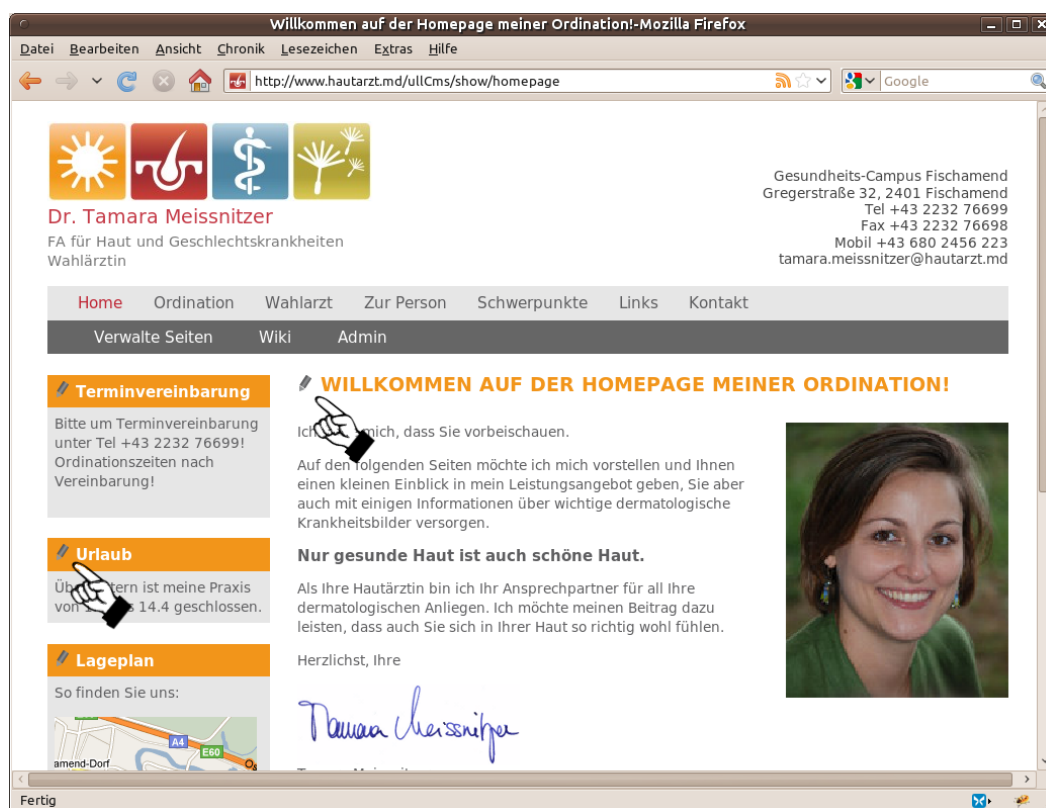 Willkommen auf der Homepage meiner Ordination!-Mozilla Firefox
Datei Bearbeiten Ansicht Chronik Lesezeichen Extras Hilfe
http://www.hautarzt.md/ullCms/show/homepage
Google
Dr. Tamara Meissnitzer
FA für Haut und Geschlechtskrankheiten
Wahlärztin
Gesundheits-Campus Fischamend
Gregerstraße 32, 2401 Fischamend
Tel +43 2232 76699
Fax +43 2232 76698
Mobil +43 680 2456 223
tamara.meissnitzer@hautarzt.md
Home Ordination Wahlarzt Zur Person Schwerpunkte Links Kontakt
Verwalte Seiten Wiki Admin
Terminvereinbarung
Bitte um Terminvereinbarung
unter Tel +43 2232 76699!
Ordinationszeiten nach
Vereinbarung!
Urlaub
ist meine Praxis
von 14.4 geschlossen.
Lageplan
So finden Sie uns:
A4
E60
amend-Dorf
WILLKOMMEN AUF DER HOMEPAGE MEINER ORDINATION!
Ich mich, dass Sie vorbeischauen.
Auf den folgenden Seiten möchte ich mich vorstellen und Ihnen
einen kleinen Einblick in mein Leistungsangebot geben, Sie aber
auch mit einigen Informationen über wichtige dermatologische
Krankheitsbilder versorgen.
Nur gesunde Haut ist auch schöne Haut.
Als Ihre Hautärztin bin ich Ihr Ansprechpartner für all Ihre
dermatologischen Anliegen. Ich möchte meinen Beitrag dazu
leisten, dass auch Sie sich in Ihrer Haut so richtig wohl fühlen.
Herzlichst, Ihre
Tamara Meissnitzer
Fertig